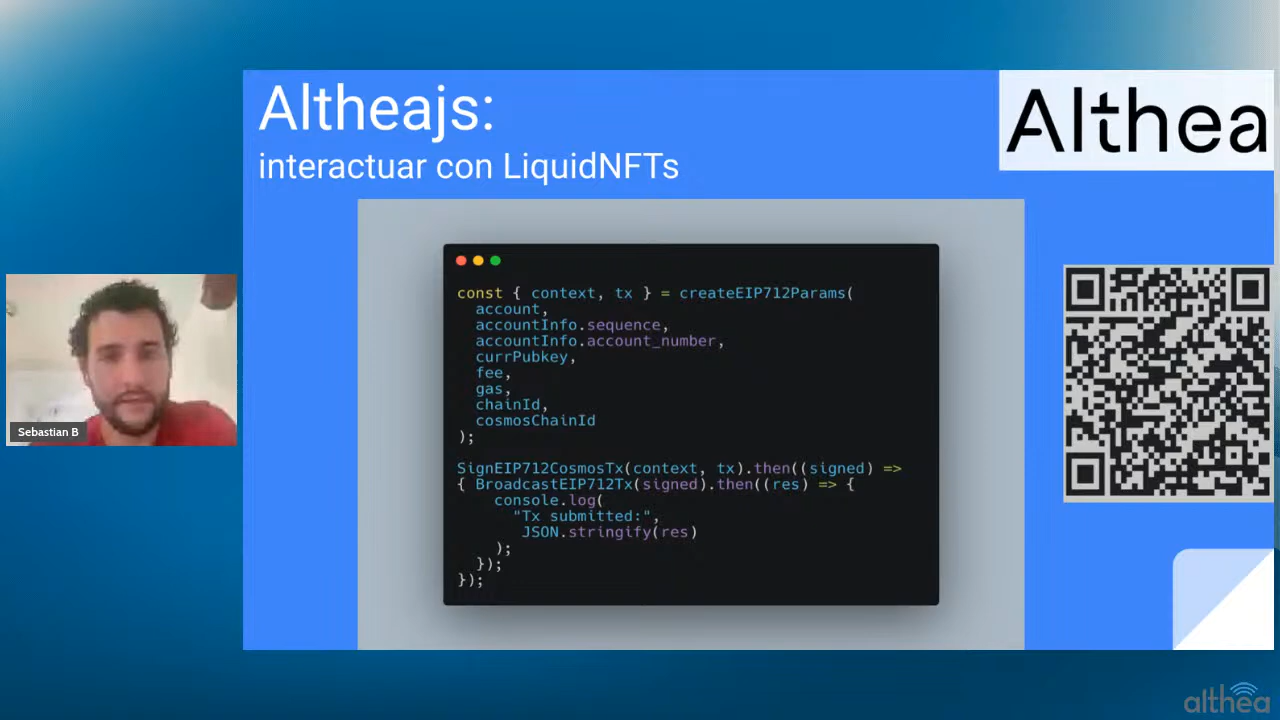 Altheajs:
interactuar con LiquidNFTs
Althea
const { context, tx } = createEIP712Params(
account,
accountInfo.sequence,
accountInfo.account_number,
currPubkey,
fee,
gas,
chainId,
cosmosChainId
);
SignEIP712CosmosTx(context, tx).then((signed) =>
{ BroadcastEIP712Tx(signed).then((res) => {
console.log(
"Tx submitted:",
JSON.stringify(res)
);
});
});
Sebastian B
althea